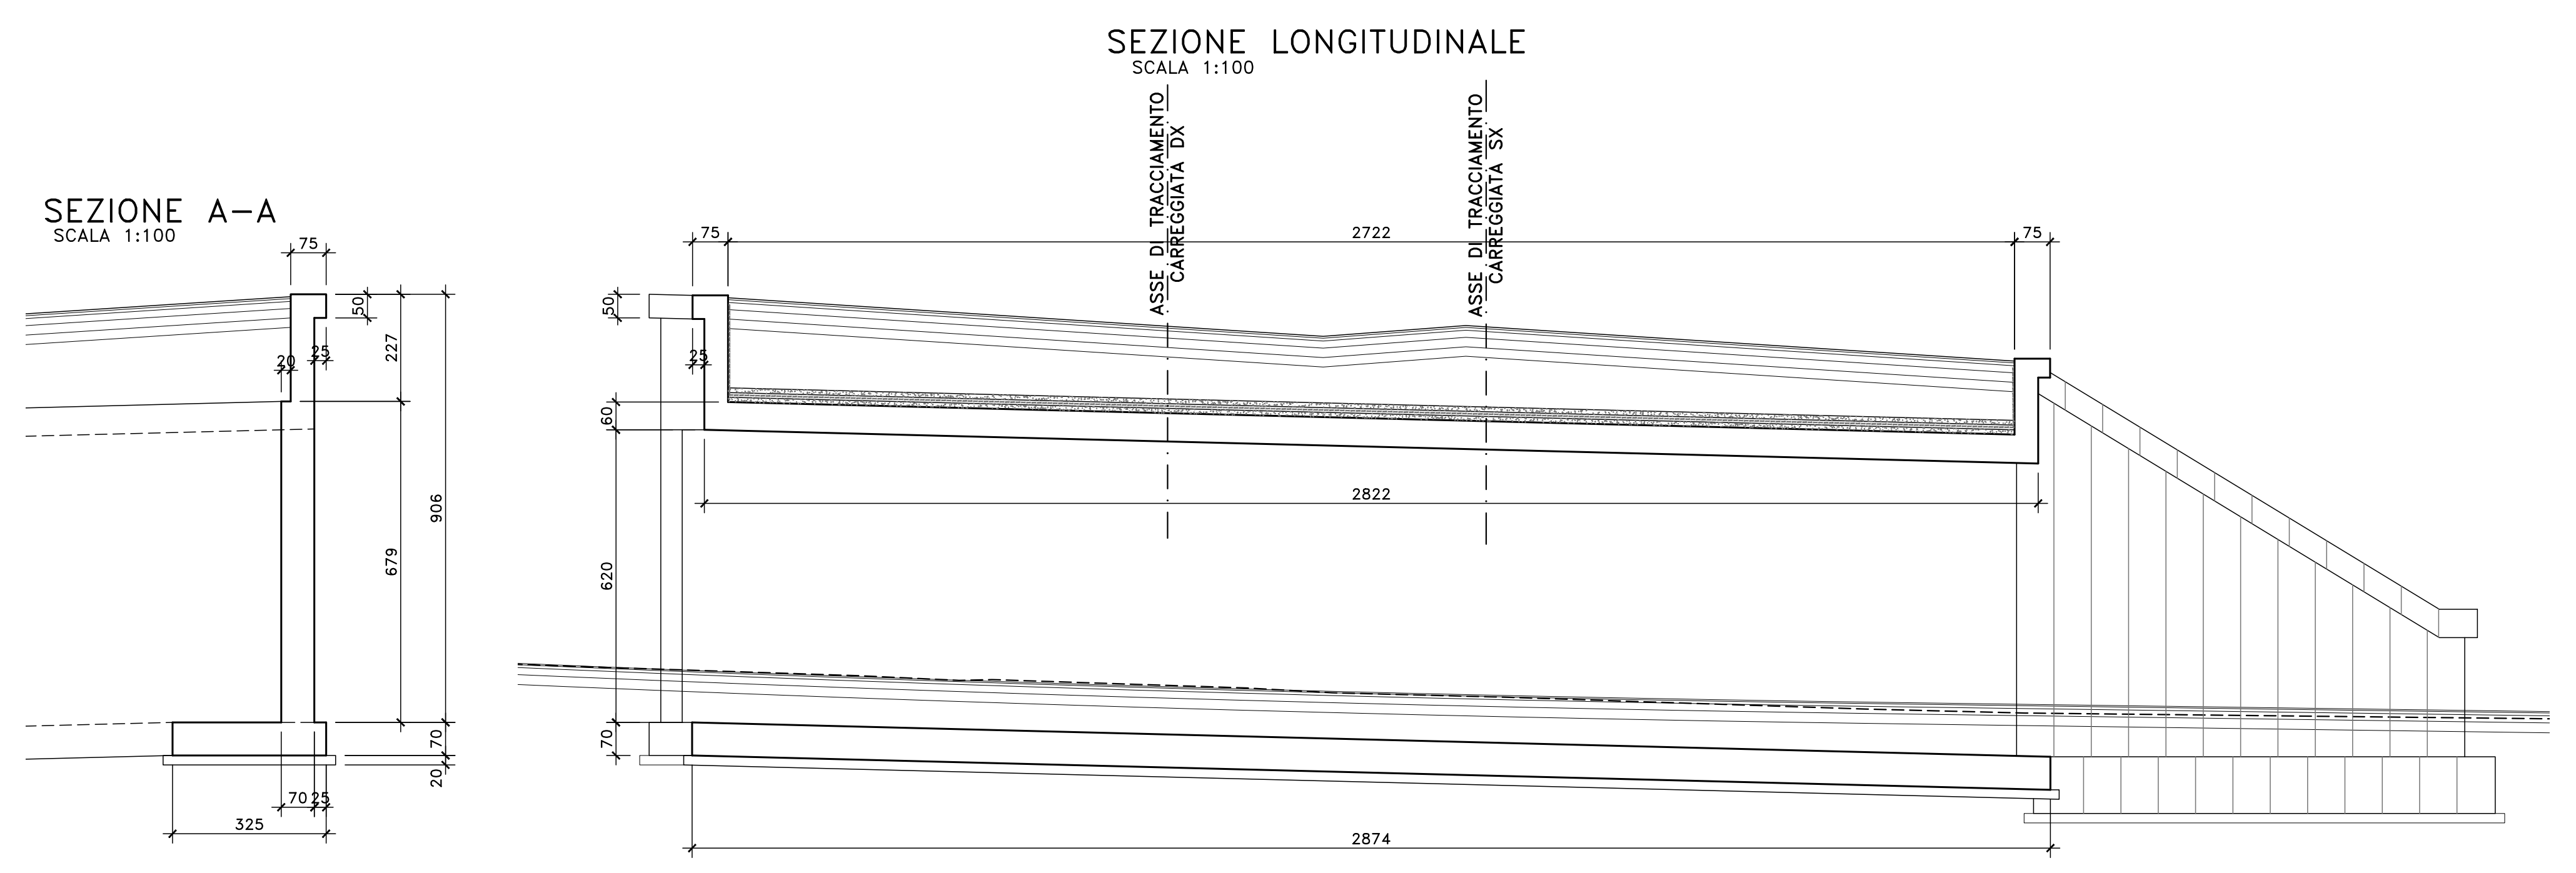 SEZIONE LONGITUDINALE
SCALA 1:100
ASSE DI TRACCIAMENTO
CARREGGIATA DX
ASSE DI TRACCIAMENTO
CARREGGIATA SX
SEZIONE A-A
SCALA 1:100
75
50
227
25
20
906
679
70
20
70
25
325
75
2722
75
50
25
60
2822
620
70
2874